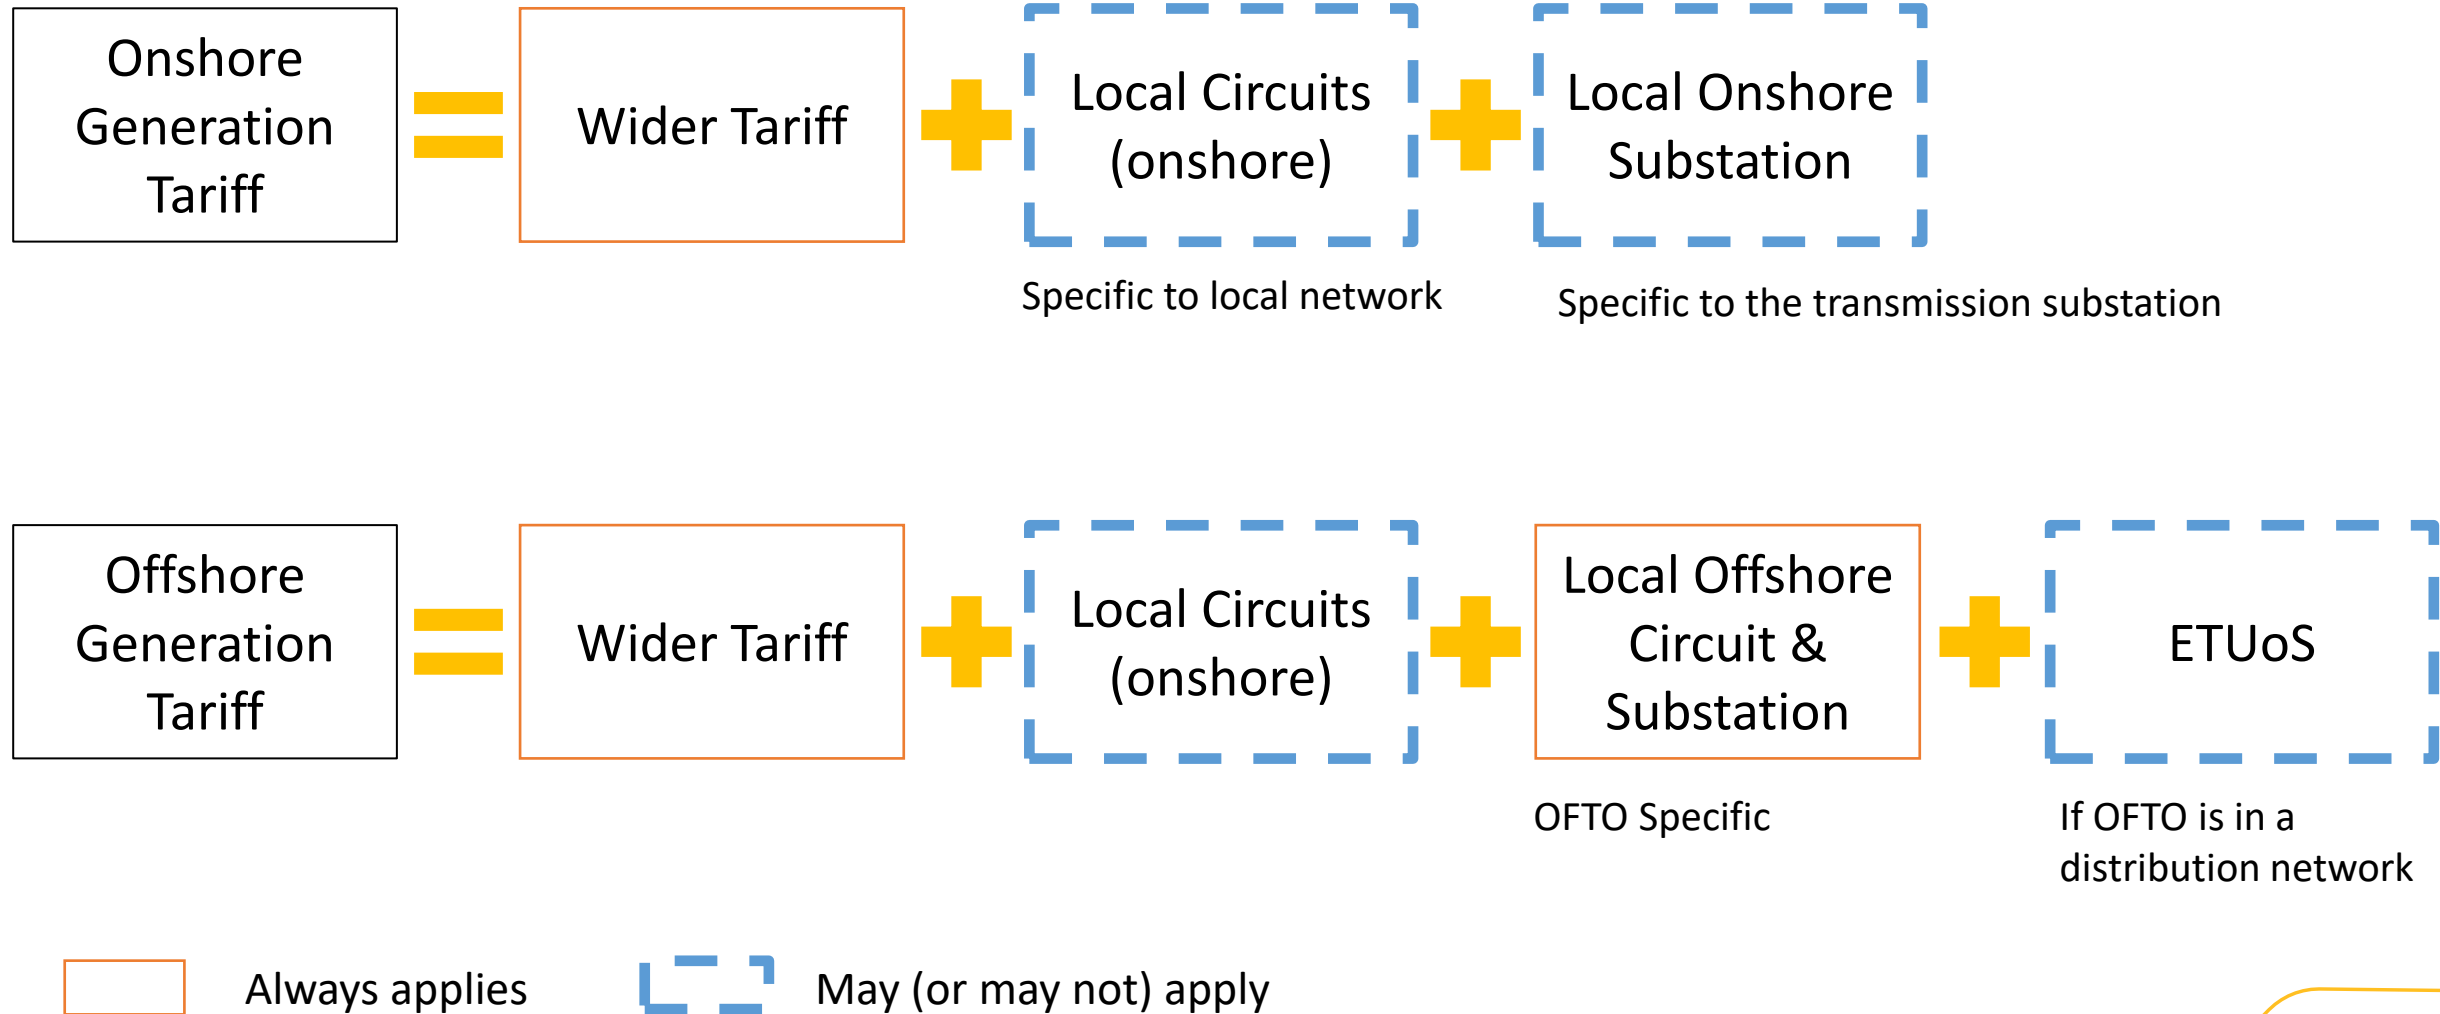 Onshore
Generation
Tariff
Wider Tariff
Local Circuits
(onshore)
Local Onshore
Substation
Specific to local network
Specific to the transmission substation
Offshore
Generation
Tariff
Wider Tariff
Local Circuits
(onshore)
Local Offshore
Circuit &
Substation
ETUoS
OFTO Specific
If OFTO is in a
distribution network
Always applies
May (or may not) apply